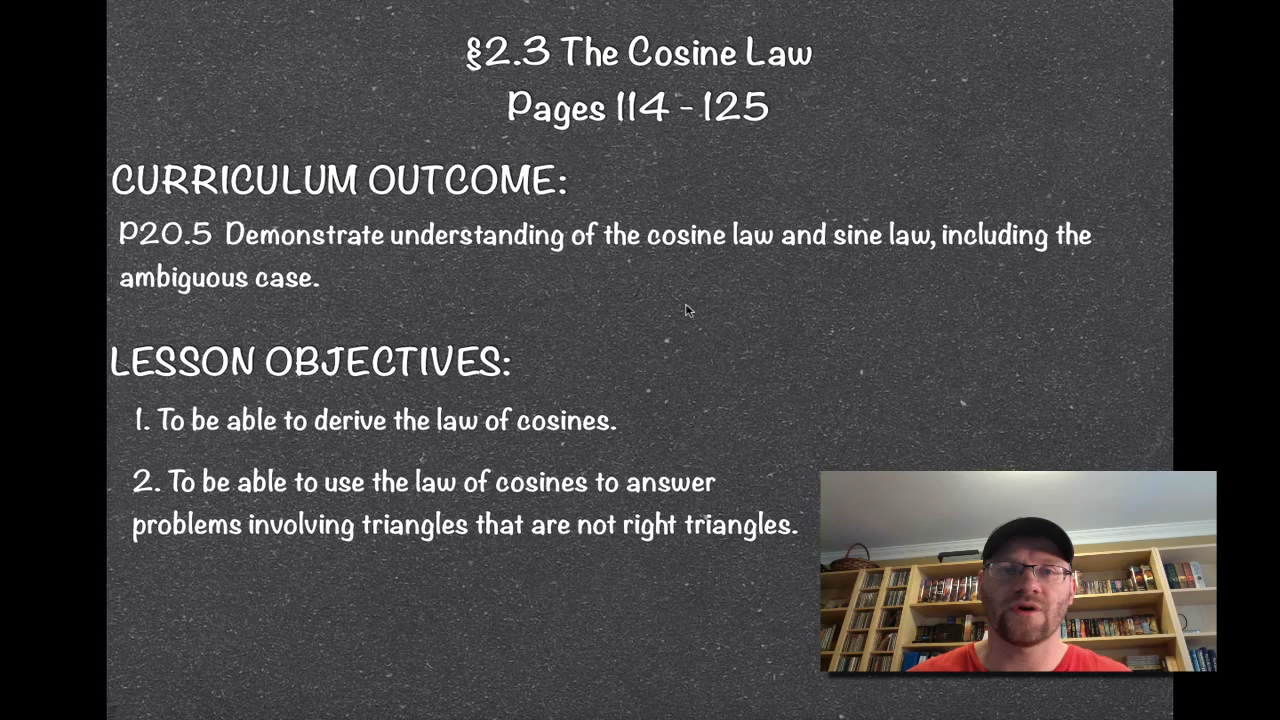 §2.3 The Cosine Law
Pages 114 - 125
CURRICULUM OUTCOME:
P20.5 Demonstrate understanding of the cosine law and sine law, including the
ambiguous case.
LESSON OBJECTIVES:
1. To be able to derive the law of cosines.
2. To be able to use the law of cosines to answer
problems involving triangles that are not right triangles.